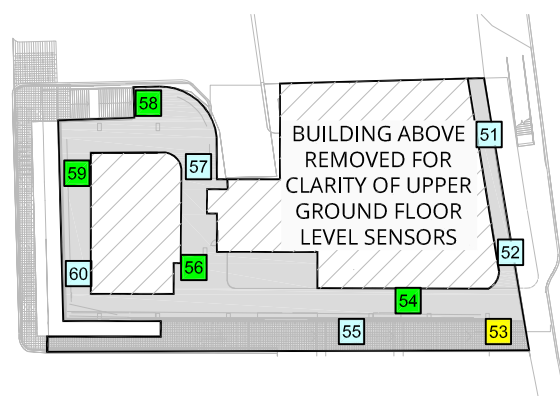 58
51
BUILDING ABOVE
REMOVED FOR
CLARITY OF UPPER
GROUND FLOOR
LEVEL SENSORS
57
59
52
56
60
54
55
53